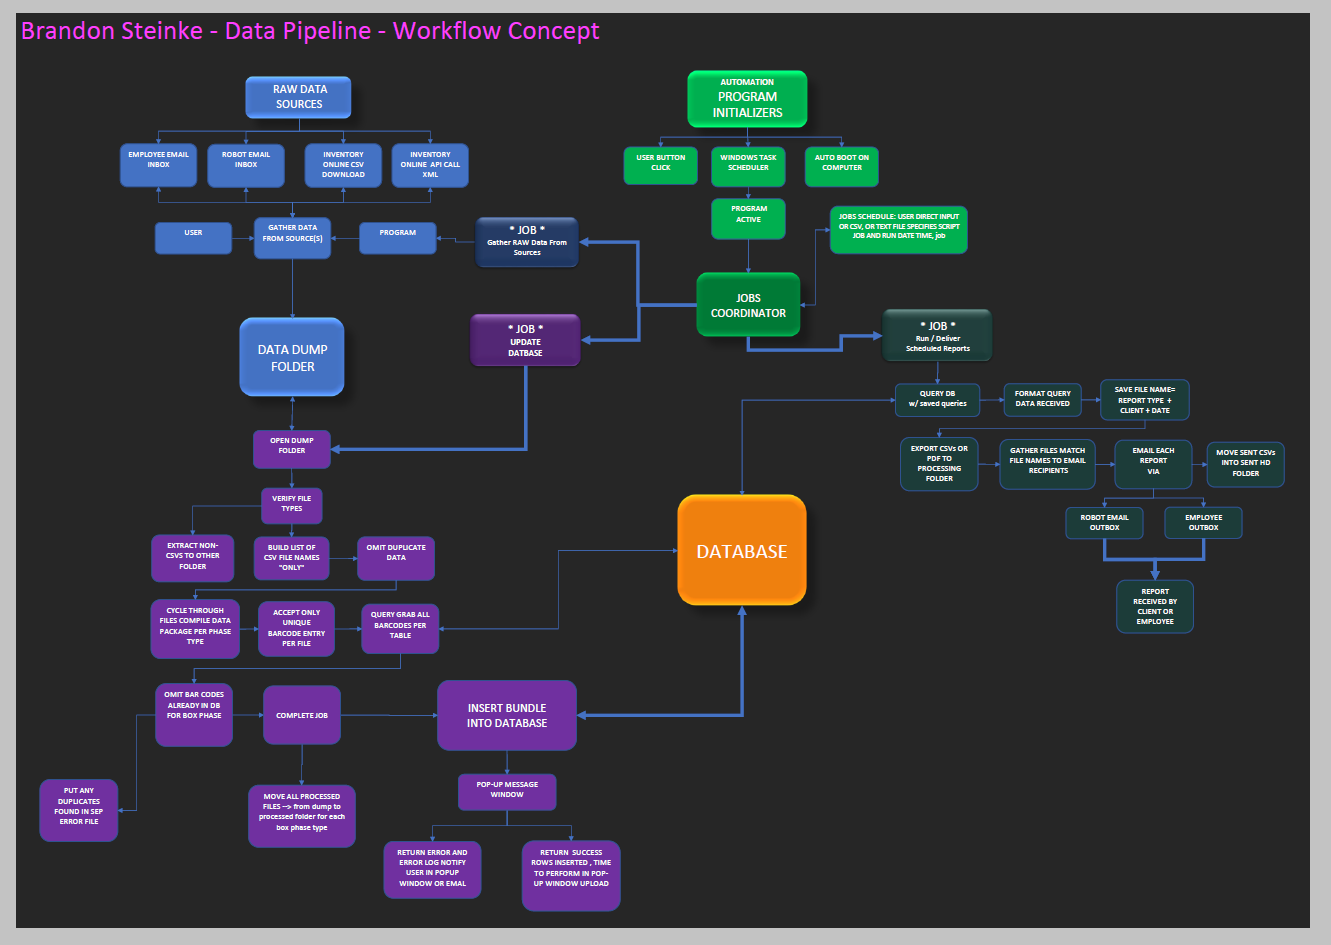 Brandon Steinke - Data Pipeline - Workflow Concept
RAW DATA
SOURCES
AUTOMATION
PROGRAM
INITIALIZERS
EMPLOYEE EMAIL
INBOX
ROBOT EMAIL
INBOX
INVENTORY
ONLINE CSV
DOWNLOAD
INVENTORY
ONLINE API CALL
XML
USER BUTTON
CLICK
WINDOWS TASK
SCHEDULER
AUTO BOOT ON
COMPUTER
USER
GATHER DATA
FROM SOURCE(S)
PROGRAM
* JOB *
Gather RAW Data From
Sources
PROGRAM
ACTIVE
JOBS SCHEDULE: USER DIRECT INPUT
OR CSV, OR TEXT FILE SPECIFIES SCRIPT
JOB AND RUN DATE TIME, job
JOBS
COORDINATOR
DATA DUMP
FOLDER
* JOB *
UPDATE
DATBASE
* JOB *
Run / Deliver
Scheduled Reports
QUERY DB
w/ saved queries
FORMAT QUERY
DATA RECEIVED
SAVE FILE NAME=
REPORT TYPE +
CLIENT + DATE
OPEN DUMP
FOLDER
EXPORT CSVs OR
PDF TO
PROCESSING
FOLDER
GATHER FILES MATCH
FILE NAMES TO EMAIL
RECIPIENTS
EMAIL EACH
REPORT
VIA
MOVE SENT CSVs
INTO SENT HD
FOLDER
VERIFY FILE
TYPES
ROBOT EMAIL
OUTBOX
EMPLOYEE
OUTBOX
EXTRACT NON-
CSVS TO OTHER
FOLDER
BUILD LIST OF
CSV FILE NAMES
"ONLY"
OMIT DUPLICATE
DATA
DATABASE
REPORT
RECEIVED BY
CLIENT OR
EMPLOYEE
CYCLE THROUGH
FILES COMPILE DATA
PACKAGE PER PHASE
TYPE
ACCEPT ONLY
UNIQUE
BARCODE ENTRY
PER FILE
QUERY GRAB ALL
BARCODES PER
TABLE
OMIT BAR CODES
ALREADY IN DB
FOR BOX PHASE
COMPLETE JOB
INSERT BUNDLE
INTO DATABASE
PUT ANY
DUPLICATES
FOUND IN SEP
ERROR FILE
MOVE ALL PROCESSED
FILES --> from dump to
processed folder for each
box phase type
POP-UP MESSAGE
WINDOW
RETURN ERROR AND
ERROR LOG NOTIFY
USER IN POPUP
WINDOW OR EMAL
RETURN SUCCESS
ROWS INSERTED , TIME
TO PERFORM IN POP-
UP WINDOW UPLOAD